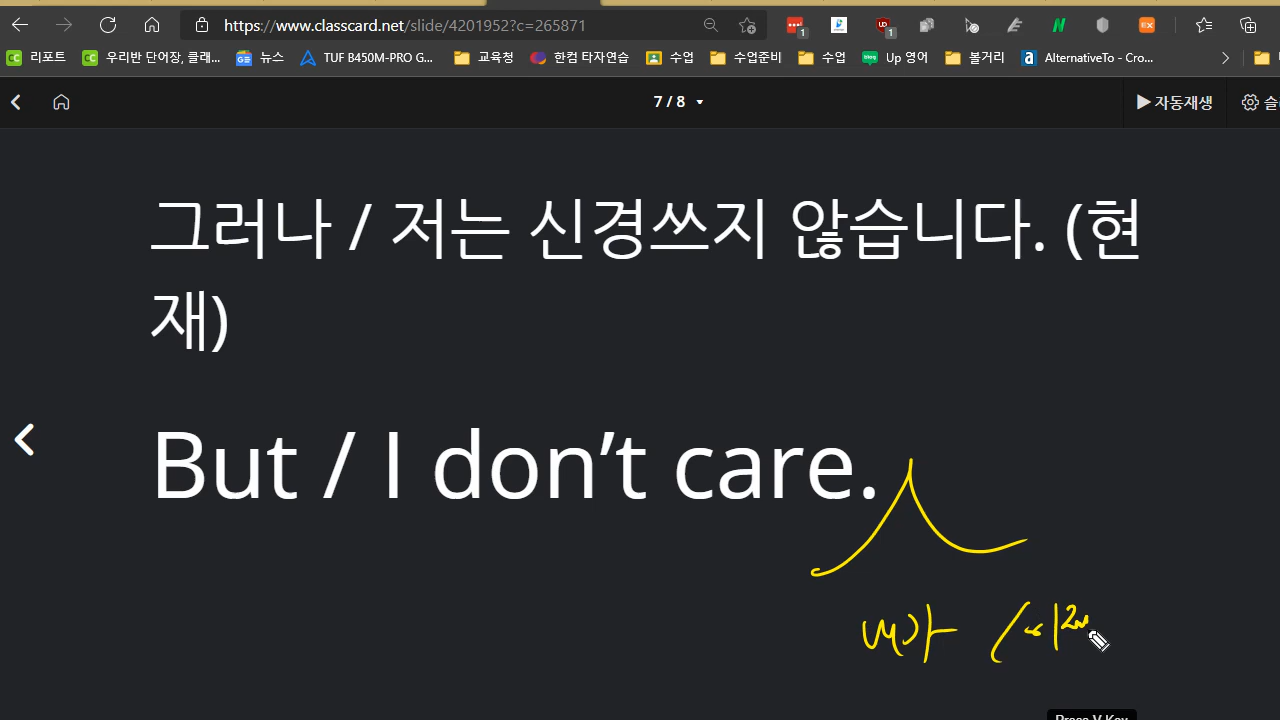 https://www.classcard.net/slide/4201952?c=265871
리포트 우리반 단어장, 클래... 뉴스 TUF B450M-PRO G... 교육청 한컴 타자연습 수업 수업준비 수업 Up 영어 볼거리 AlternativeTo - Cro...
7 / 8 자동재생 슬
그러나 / 저는 신경쓰지 않습니다. (현
재)
But / I don’t care.
Press V Key